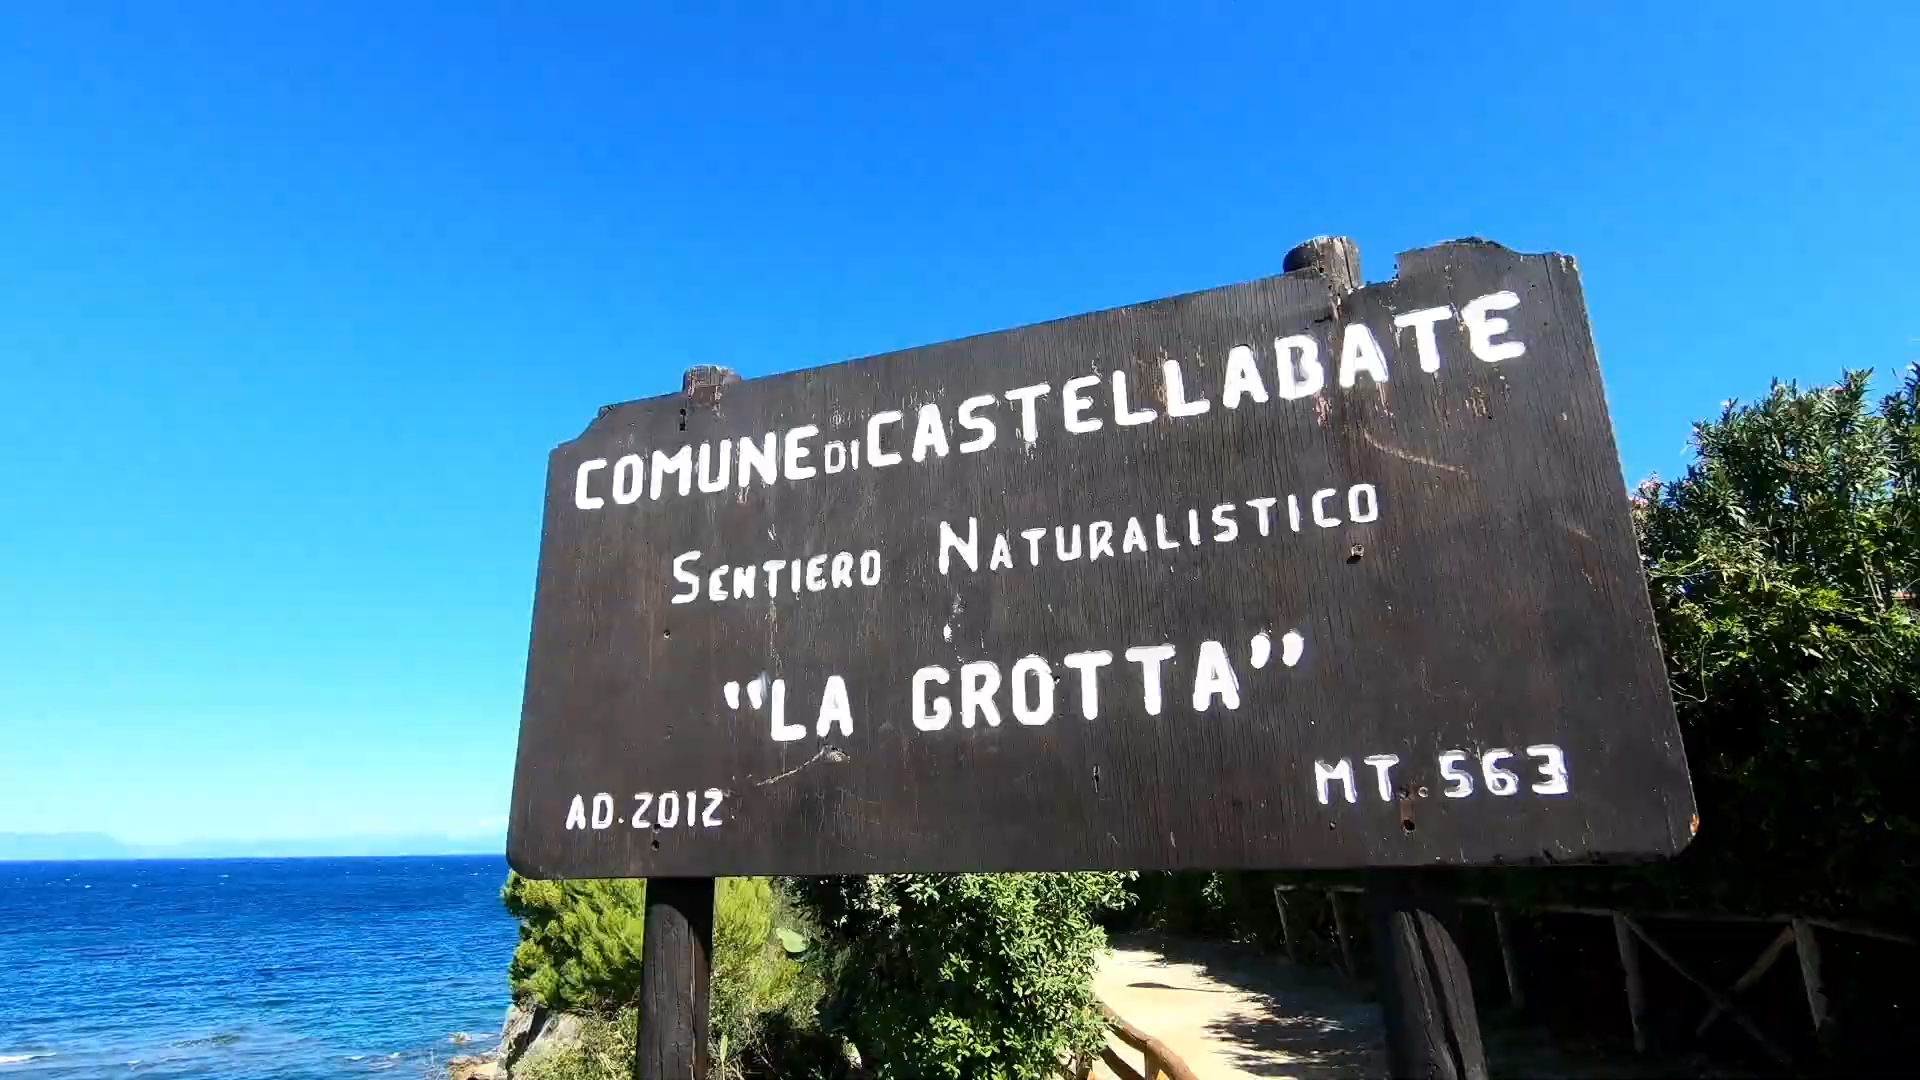 COMUNE DI CASTELLABATE
SENTIERO NATURALISTICO
“LA GROTTA”
AD.2012 MT.563